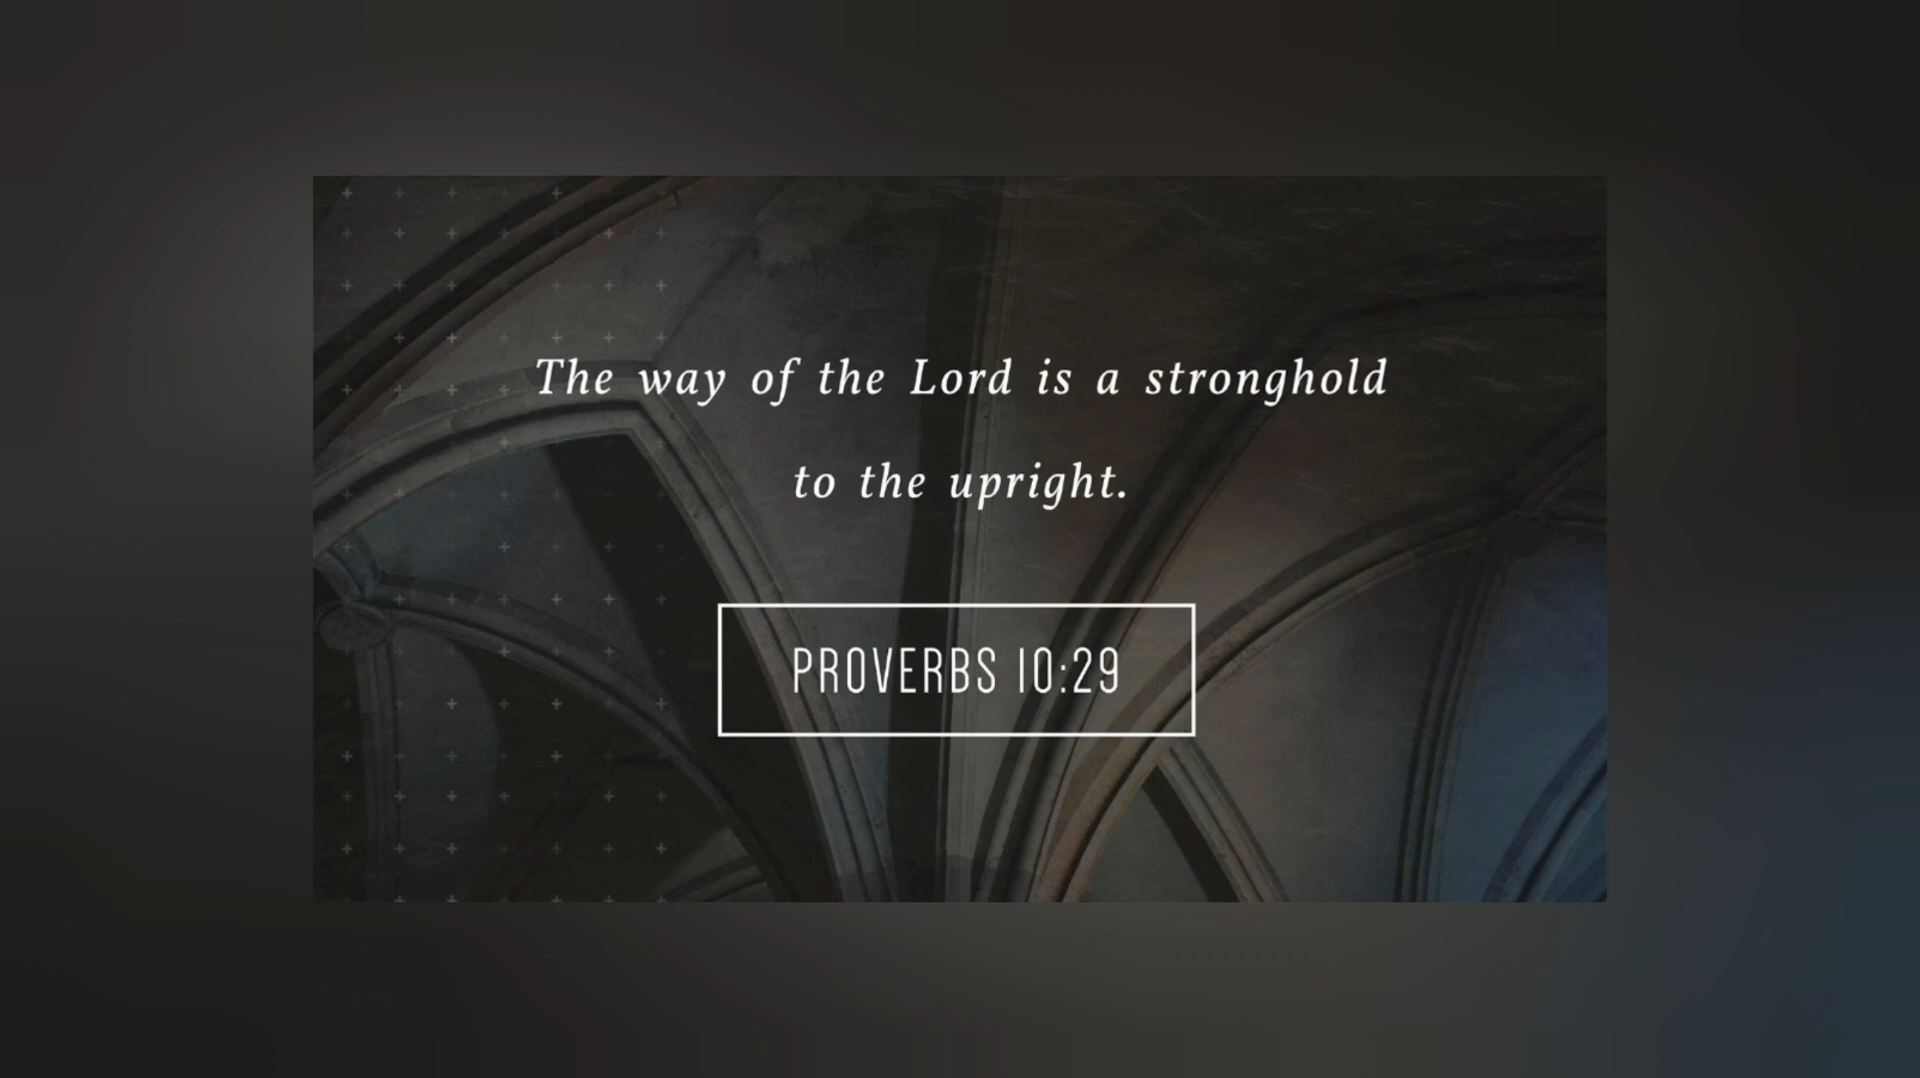 The way of the Lord is a stronghold
to the upright.
PROVERBS 10:29